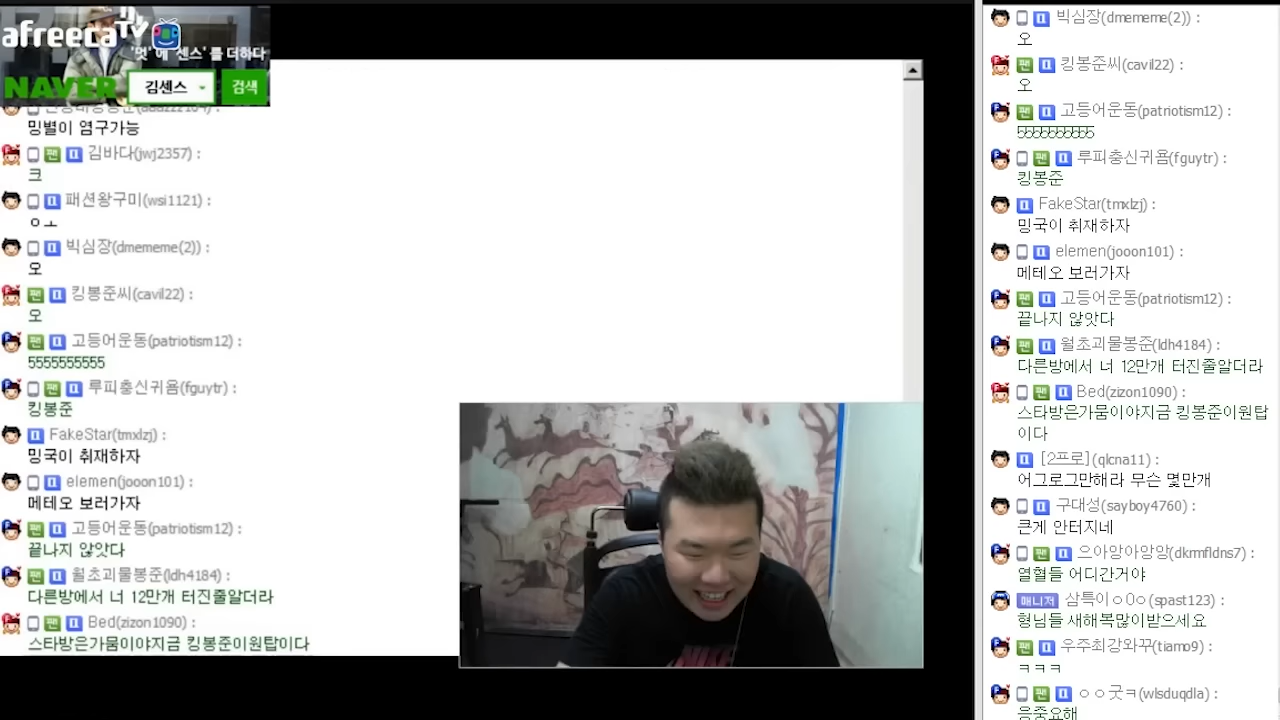 afreecaTV
'멋'에 '센스'를 더하다
NAVER 김센스 검색
밍별이 염구가능
김바다(jwj2357) :
크
패션왕구미(wsi1121) :
ㅇㅗ
빅심장(dmememe(2)) :
오
킹봉준씨(cavil22) :
오
고등어운동(patriotism12) :
5555555555
루피충신귀욤(fguytr) :
킹봉준
FakeStar(tmxlzj) :
밍국이 취재하자
elemen(jooon101) :
메테오 보러가자
고등어운동(patriotism12) :
끝나지 않앗다
월초괴물봉준(ldh4184) :
다른방에서 너 12만개 터진줄알더라
Bed(zizon1090) :
스타방은가뭄이야지금 킹봉준이원탑이다
빅심장(dmememe(2)) :
오
킹봉준씨(cavil22) :
오
고등어운동(patriotism12) :
5555555555
루피충신귀욤(fguytr) :
킹봉준
FakeStar(tmxlzj) :
밍국이 취재하자
elemen(jooon101) :
메테오 보러가자
고등어운동(patriotism12) :
끝나지 않앗다
월초괴물봉준(ldh4184) :
다른방에서 너 12만개 터진줄알더라
Bed(zizon1090) :
스타방은가뭄이야지금 킹봉준이원탑
이다
[2프로](qlcna11) :
어그로그만해라 무슨 몇만개
구대성(sayboy4760) :
큰게 안터지네
으아앙아앙앙(dkrmfldns7) :
열혈들 어디간거야
매니저 삼특이ㅇ0ㅇ(spast123) :
형님들 새해복많이받으세요
우주최강와꾸(tiamo9) :
ㅋㅋㅋ
ㅇㅇ굿ㅋ(wlsduqdla) :
응중요해